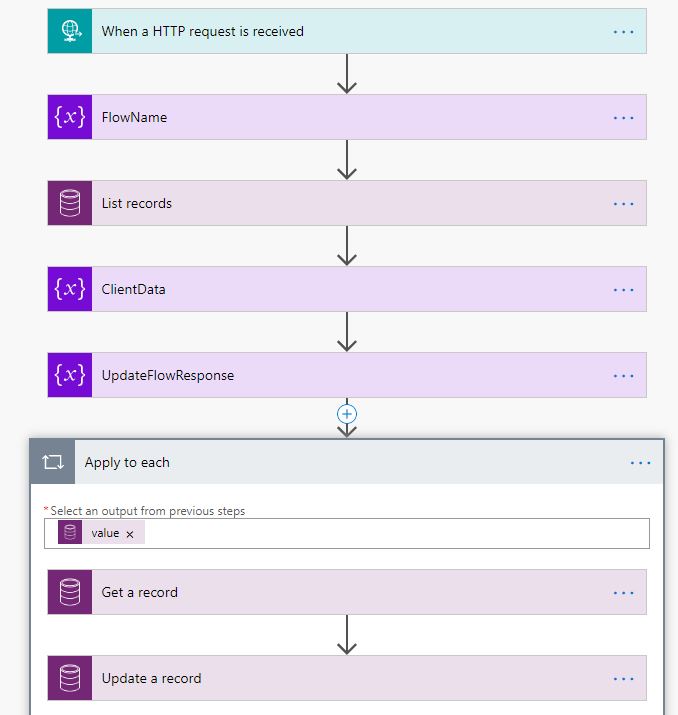 When a HTTP request is received
{x} FlowName
List records
{x} ClientData
{x} UpdateFlowResponse
Apply to each
*Select an output from previous steps
value ×
Get a record
Update a record